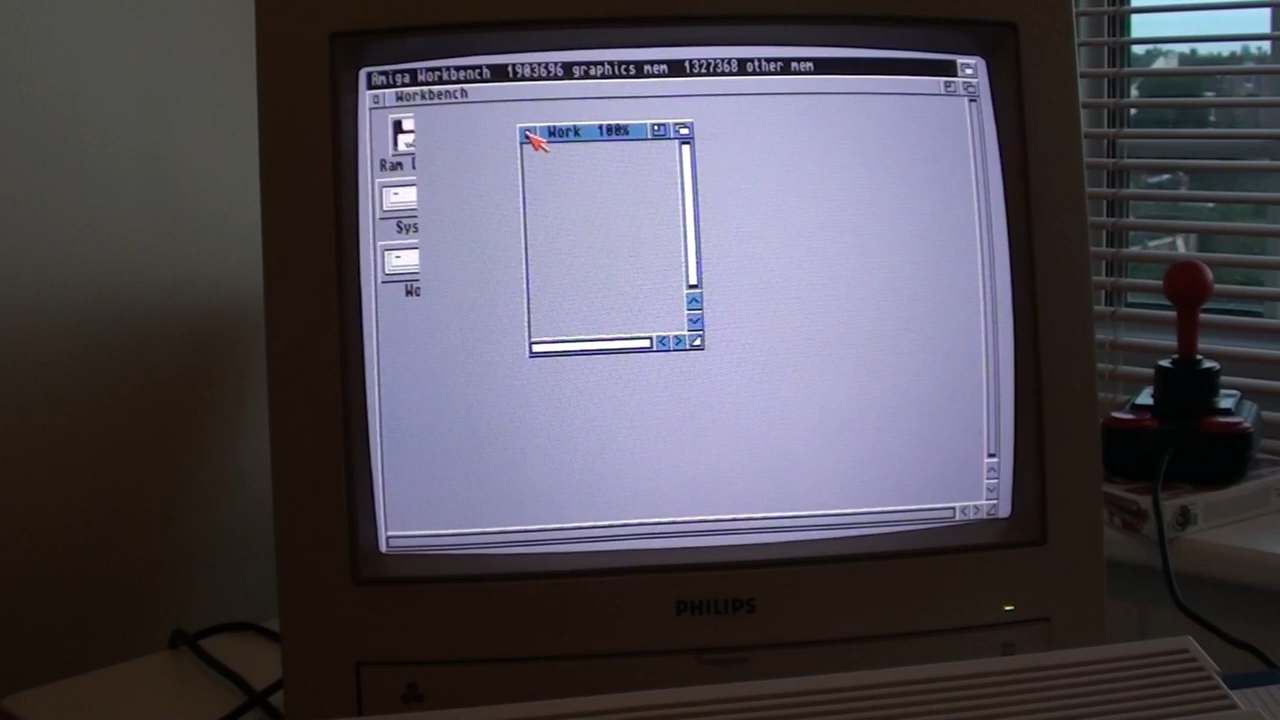 Amiga Workbench 1903696 graphics mem 1327368 other mem
Workbench
Work 100%
Ram D
Sys
Wo
PHILIPS